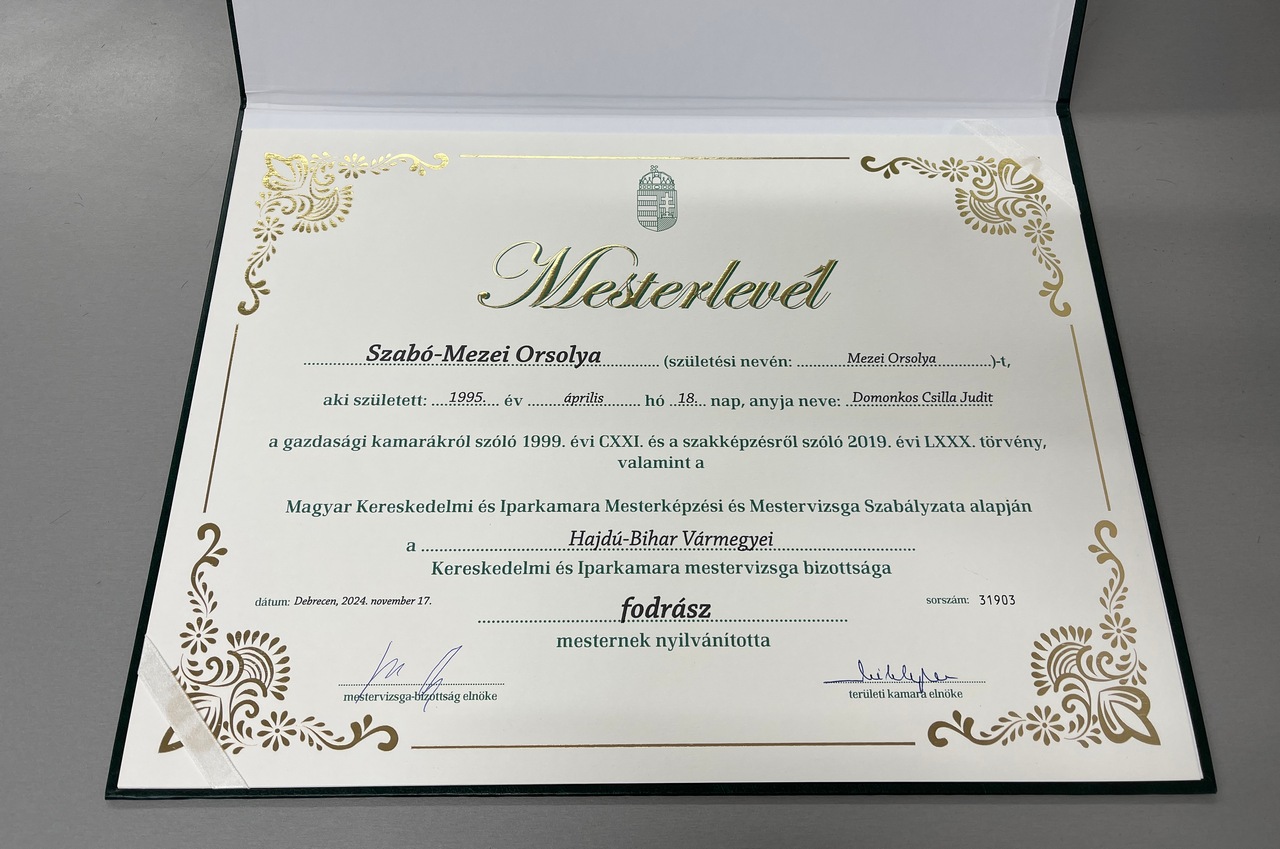 Mesterlevél
Szabó-Mezei Orsolya (születési nevén: Mezei Orsolya)-t,
aki született: 1995. év április hó 18. nap, anyja neve: Domonkos Csilla Judit
a gazdasági kamarákról szóló 1999. évi CXXI. és a szakképzésről szóló 2019. évi LXXX. törvény,
valamint a
Magyar Kereskedelmi és Iparkamara Mesterképzési és Mestervizsga Szabályzata alapján
a Hajdú-Bihar Vármegyei
Kereskedelmi és Iparkamara mestervizsga bizottsága
dátum: Debrecen, 2024. november 17.
fodrász
sorszám: 31903
mesternek nyilvánította
mestervizsga-bizottság elnöke
területi kamara elnöke